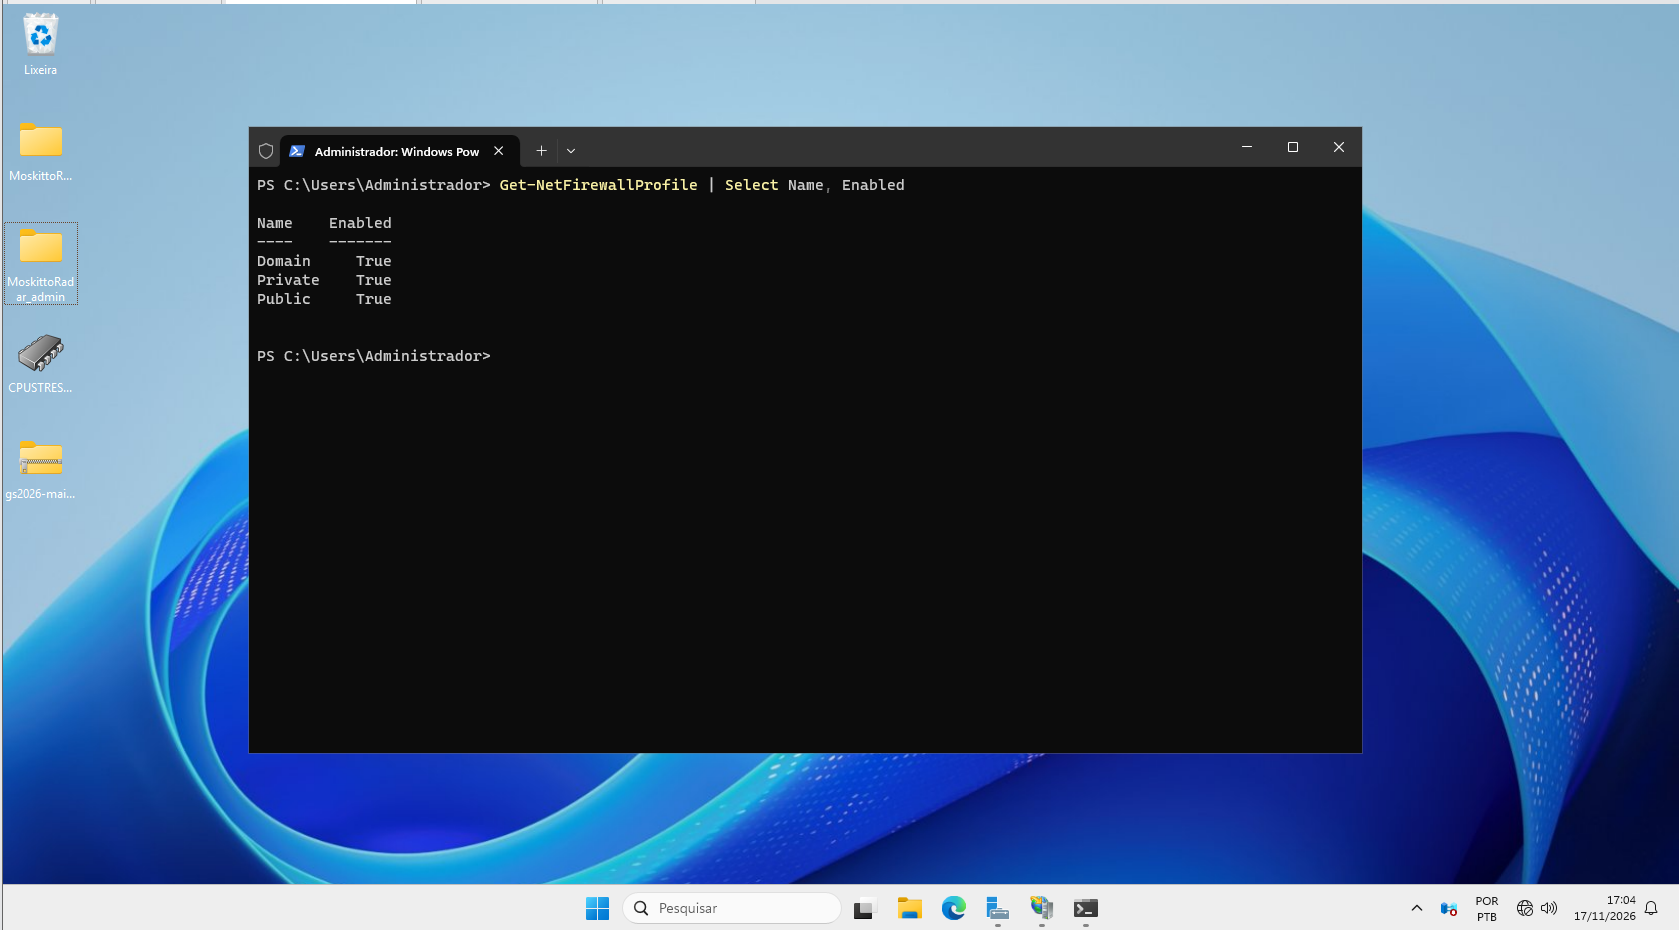 Lixeira
MoskittoR...
MoskittoRad
ar_admin
CPUSTRES...
gs2026-mai...
Administrador: Windows Pow
PS C:\Users\Administrador> Get-NetFirewallProfile | Select Name, Enabled
Name    Enabled
----    -------
Domain     True
Private    True
Public     True
PS C:\Users\Administrador>
Pesquisar
POR
PTB
17:04
17/11/2026